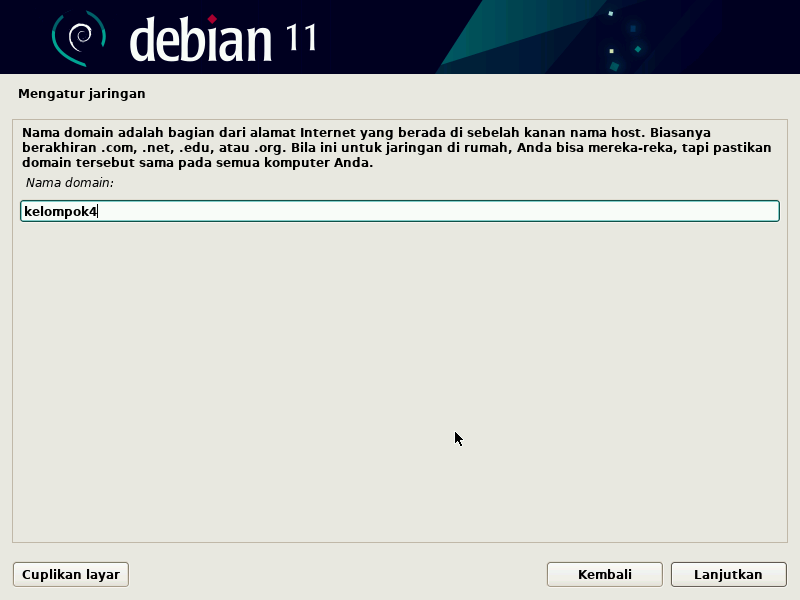 debian 11
Mengatur jaringan
Nama domain adalah bagian dari alamat Internet yang berada di sebelah kanan nama host. Biasanya
berakhiran .com, .net, .edu, atau .org. Bila ini untuk jaringan di rumah, Anda bisa mereka-reka, tapi pastikan
domain tersebut sama pada semua komputer Anda.
Nama domain:
kelompok4
Cuplikan layar
Kembali
Lanjutkan